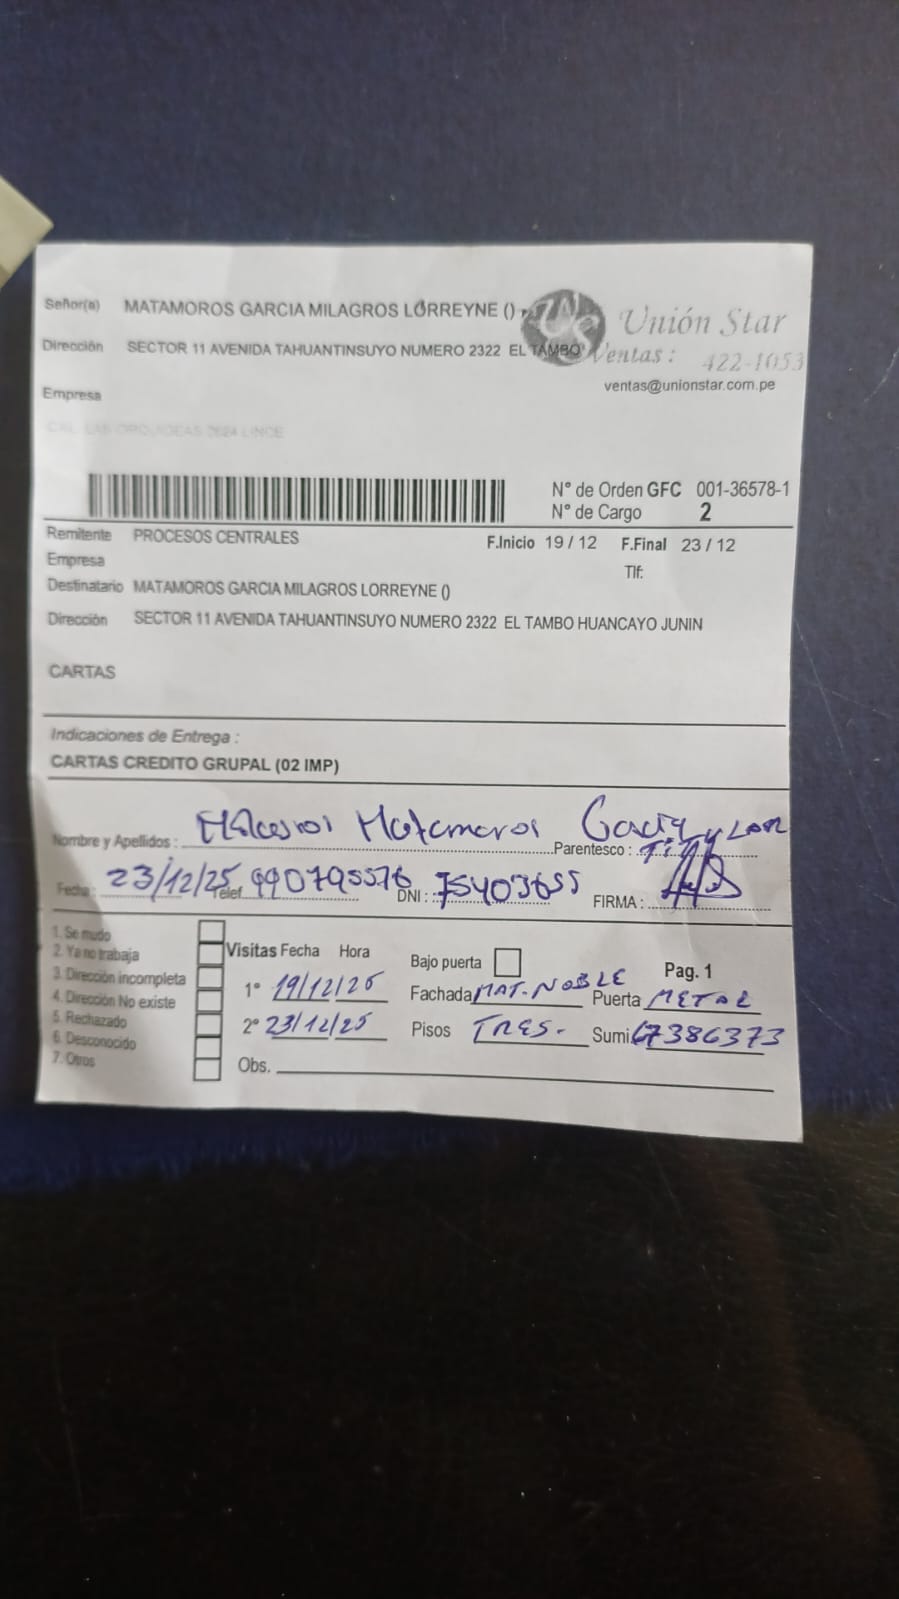 Señor(a) MATAMOROS GARCIA MILAGROS LORREYNE ()
Unión Star
Dirección SECTOR 11 AVENIDA TAHUANTINSUYO NUMERO 2322 EL TAMBO
Ventas: 422-1053
ventas@unionstar.com.pe
Empresa
CAL. LAS ORQUIDEAS 2624 LINCE
N° de Orden GFC 001-36578-1
N° de Cargo 2
Remitente PROCESOS CENTRALES
F.Inicio 19 / 12 F.Final 23 / 12
Empresa
Tlf:
Destinatario MATAMOROS GARCIA MILAGROS LORREYNE ()
Dirección SECTOR 11 AVENIDA TAHUANTINSUYO NUMERO 2322 EL TAMBO HUANCAYO JUNIN
CARTAS
Indicaciones de Entrega :
CARTAS CREDITO GRUPAL (02 IMP)
Nombre y Apellidos : Milagros Matamoros Garcia
Parentesco :
Fecha : 23/12/25 Telef 990795576 DNI : 75403655 FIRMA :
1. Se mudo
2. Ya no trabaja
3. Dirección incompleta
4. Dirección No existe
5. Rechazado
6. Desconocido
7. Otros
Visitas Fecha Hora
Bajo puerta
Pag. 1
1° 19/12/25
Fachada MAT. NOBLE Puerta METAL
2° 23/12/25
Pisos TRES. Sumi 67386373
Obs.